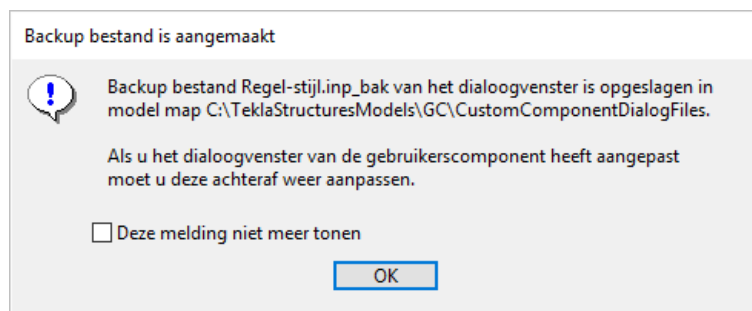 Backup bestand is aangemaakt
Backup bestand Regel-stijl.inp_bak van het dialoogvenster is opgeslagen in
model map C:\TeklaStructuresModels\GC\CustomComponentDialogFiles.
Als u het dialoogvenster van de gebruikerscomponent heeft aangepast
moet u deze achteraf weer aanpassen.
Deze melding niet meer tonen
OK